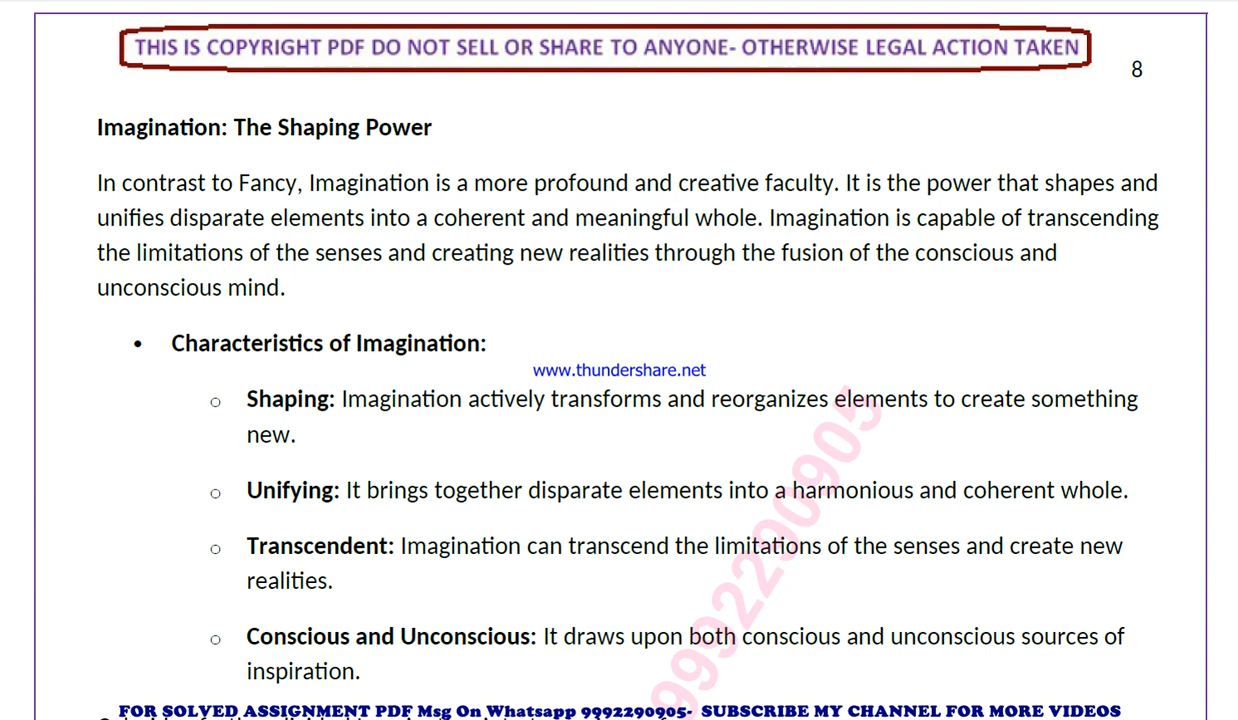 THIS IS COPYRIGHT PDF DO NOT SELL OR SHARE TO ANYONE- OTHERWISE LEGAL ACTION TAKEN
8
Imagination: The Shaping Power
In contrast to Fancy, Imagination is a more profound and creative faculty. It is the power that shapes and
unifies disparate elements into a coherent and meaningful whole. Imagination is capable of transcending
the limitations of the senses and creating new realities through the fusion of the conscious and
unconscious mind.
• Characteristics of Imagination:
www.thundershare.net
o Shaping: Imagination actively transforms and reorganizes elements to create something
new.
o Unifying: It brings together disparate elements into a harmonious and coherent whole.
o Transcendent: Imagination can transcend the limitations of the senses and create new
realities.
o Conscious and Unconscious: It draws upon both conscious and unconscious sources of
inspiration.
9992290905
FOR SOLVED ASSIGNMENT PDF Msg On Whatsapp 9992290905- SUBSCRIBE MY CHANNEL FOR MORE VIDEOS